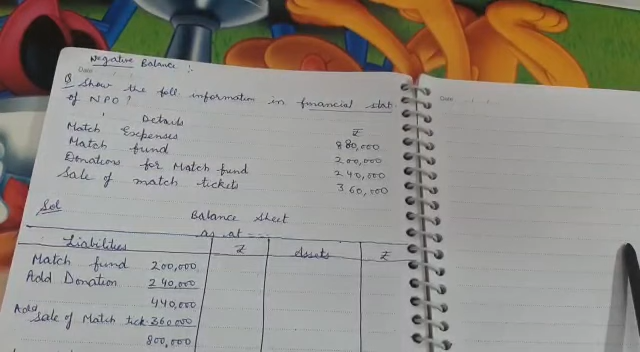 Negative Balance :-
Date
Q Show the foll. information in financial stat.
of NPO?
Details ₹
Match Expenses 880,000
Match fund 200,000
Donations for Match fund 240,000
Sale of match tickets 360,000
Sol
Balance Sheet
as at
Liabilities ₹ Assets ₹
Match fund 200,000
Add Donation 240,000
440,000
Add Sale of Match tick 360000
800,000
Date